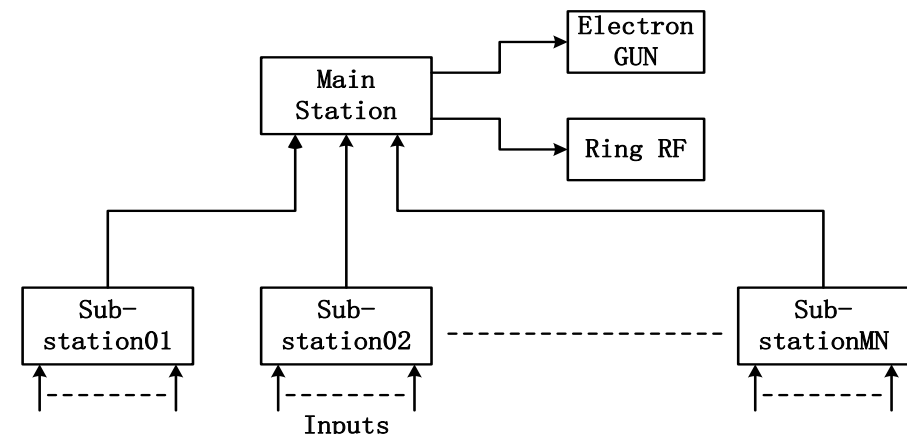 Electron
GUN
Main
Station
Ring RF
Sub-
station01
Sub-
station02
Sub-
stationMN
Inputs